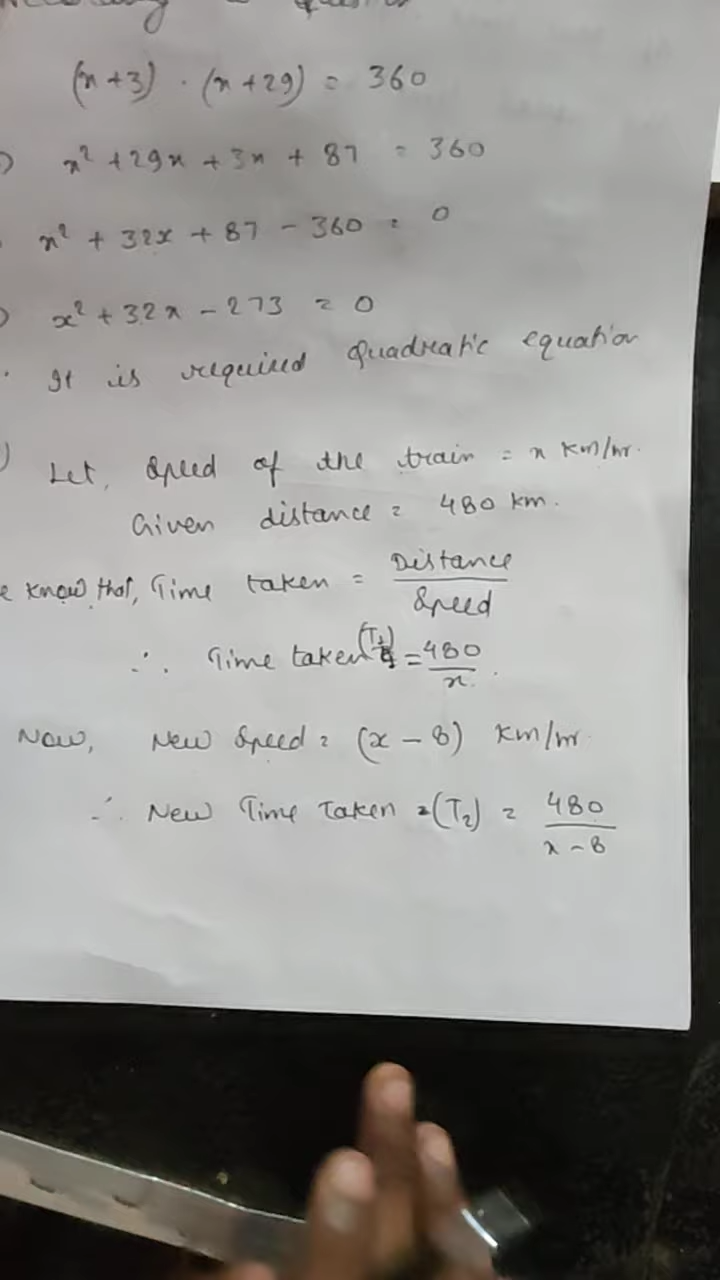 (x+3) · (x+29) = 360
x² + 29x + 3x + 87 = 360
x² + 32x + 87 - 360 = 0
x² + 32x - 273 = 0
It is required Quadratic equation
Let, Speed of the train = x km/hr.
Given distance = 480 km.
e know that, Time taken = Distance / Speed
∴ Time taken (T₁) = 480 / x.
Now, New Speed = (x - 8) km/hr
∴ New Time Taken = (T₂) = 480 / x - 8